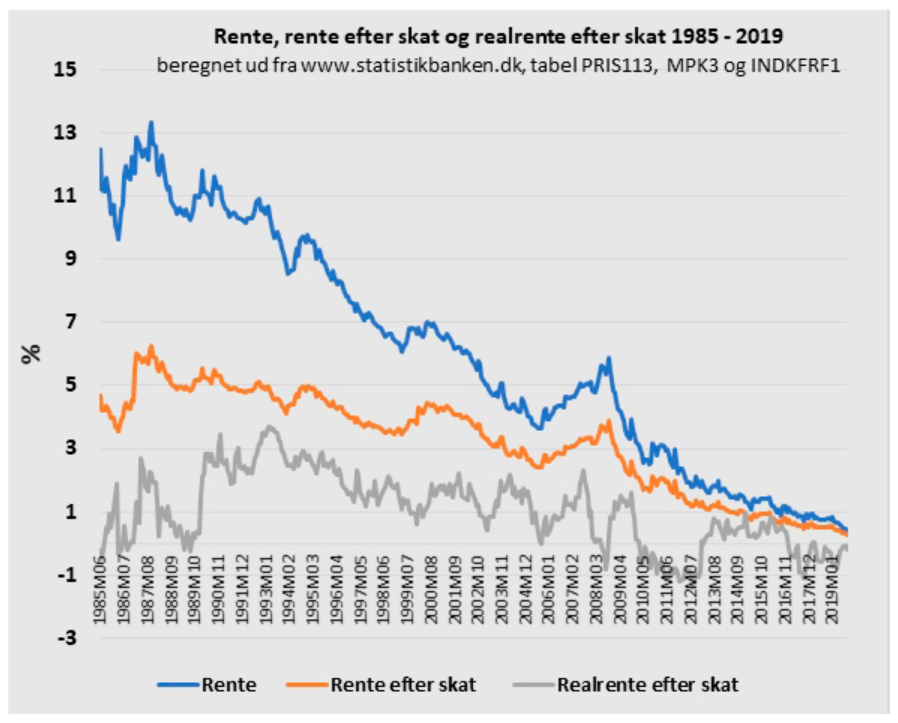 Rente, rente efter skat og realrente efter skat 1985 - 2019
beregnet ud fra www.statistikbanken.dk, tabel PRIS113, MPK3 og INDKFRF1
15
13
11
9
7
5
3
1
-1
-3
%
1985M06
1986M07
1987M08
1988M09
1989M10
1990M11
1991M12
1993M01
1994M02
1995M03
1996M04
1997M05
1998M06
1999M07
2000M08
2001M09
2002M10
2003M11
2004M12
2006M01
2007M02
2008M03
2009M04
2010M05
2011M06
2012M07
2013M08
2014M09
2015M10
2016M11
2017M12
2019M01
Rente
Rente efter skat
Realrente efter skat